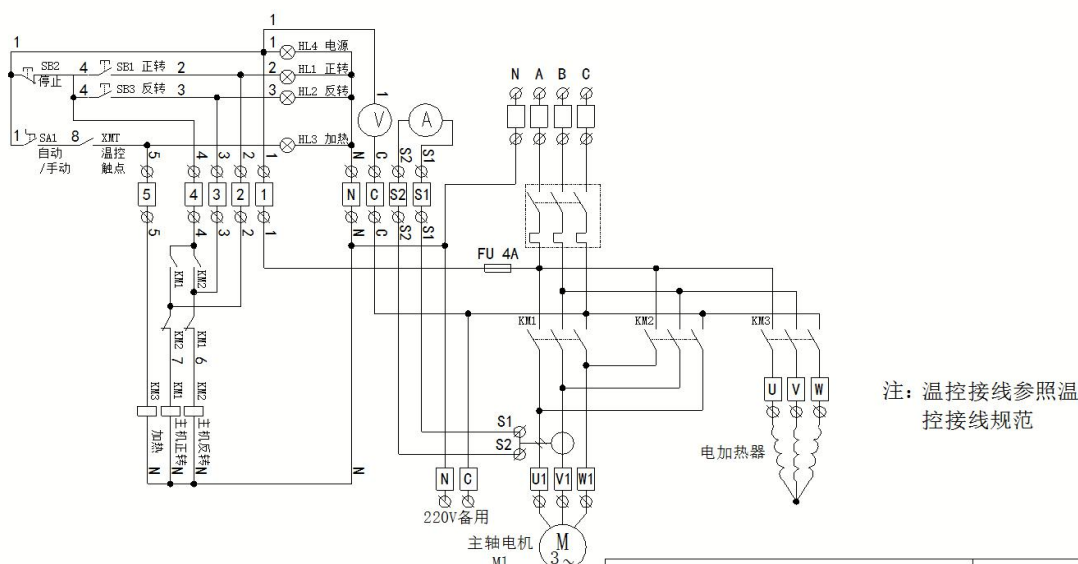 1
1 1 HL4 电源
SB2 停止 4 SB1 正转 2 2 HL1 正转
4 SB3 反转 3 3 HL2 反转
1 SA1 8 XMT HL3 加热
自动 温控
/手动 触点
1
V A
N A B C
5 4 3 2 1 N C S2 S1
5 4 3 2 1 N C S2 S1
5 4 3 2 1 N C S2 S1
KM1 KM2
FU 4A
KM1 KM2 KM3
KM2 KM1
7 6
KM3 KM1 KM2
加热 主机正转 主机反转
N N N N
U V W
电加热器
S1
S2
N C U1 V1 W1
220V备用
主轴电机 M
M1 3~
注：温控接线参照温
控接线规范